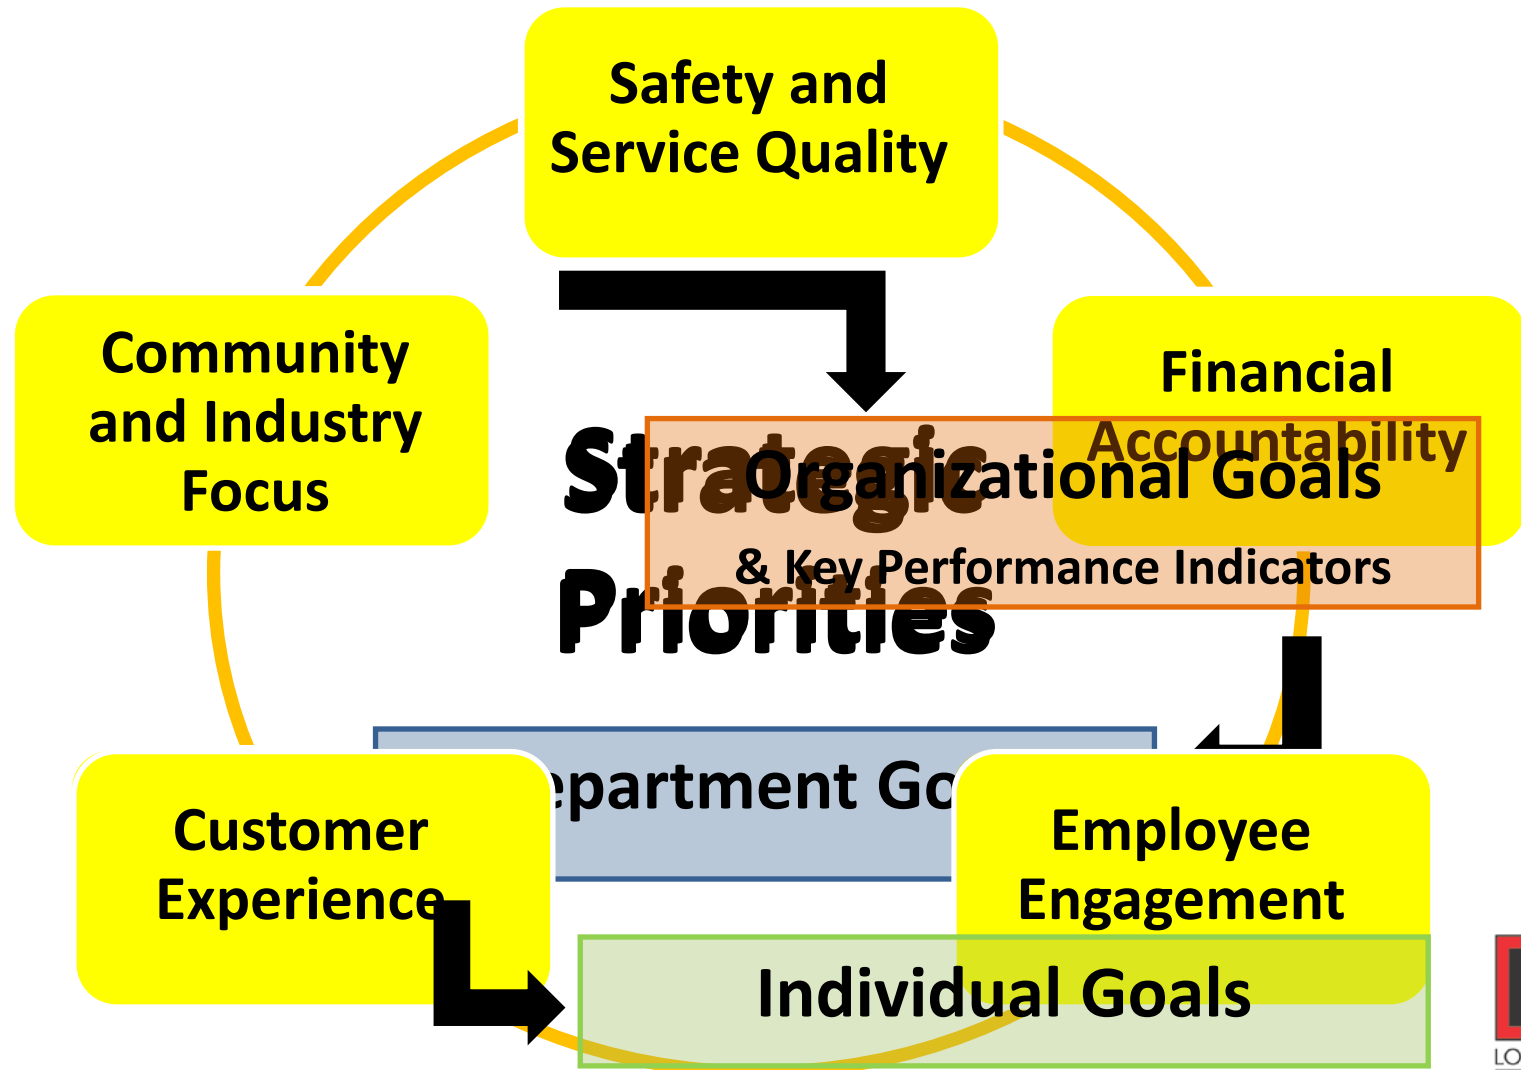 Safety and
Service Quality
Community
and Industry
Focus
Financial
Accountability
Strategic
Priorities
Organizational Goals
& Key Performance Indicators
Customer
Experience
Employee
Engagement
Individual Goals